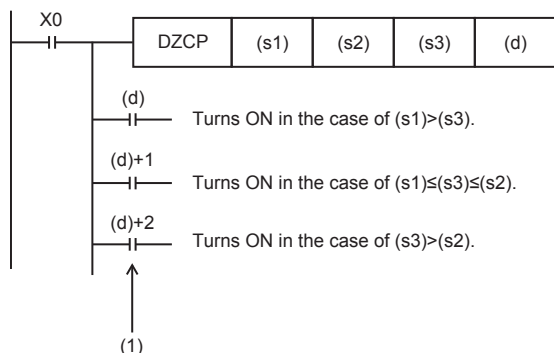 X0
DZCP (s1) (s2) (s3) (d)
(d)
Turns ON in the case of (s1)>(s3).
(d)+1
Turns ON in the case of (s1)≤(s3)≤(s2).
(d)+2
Turns ON in the case of (s3)>(s2).
(1)